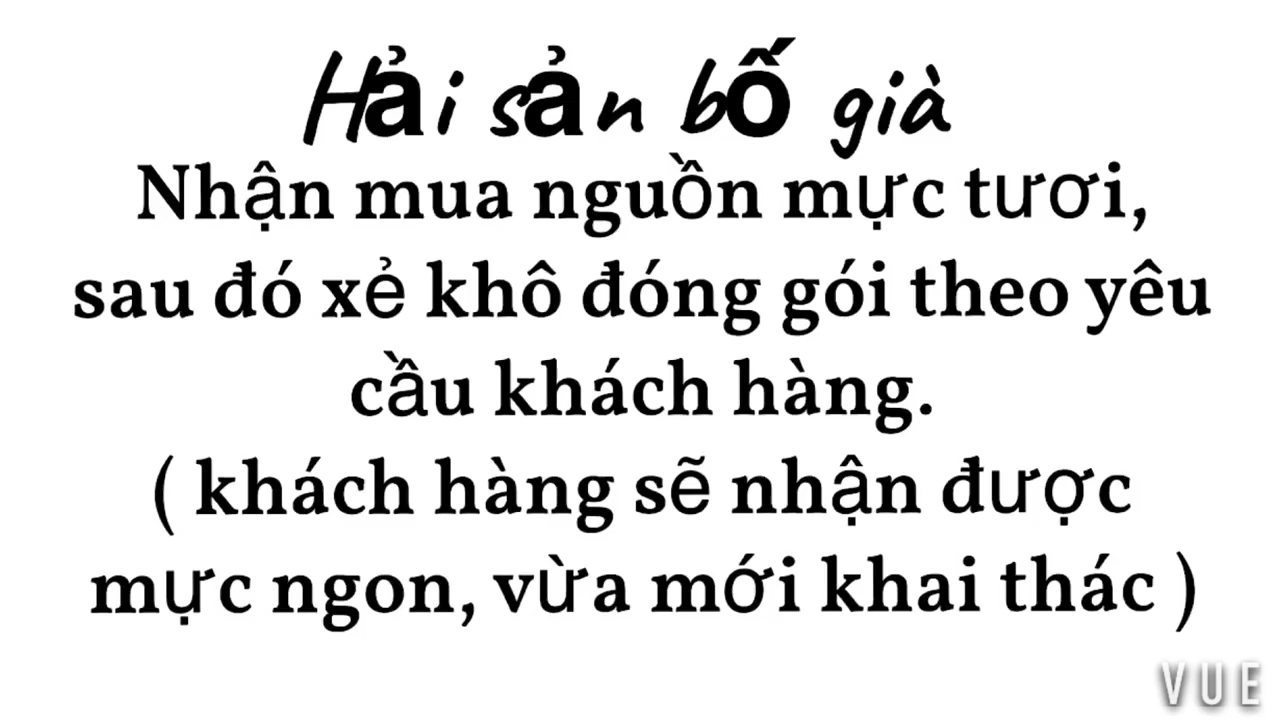 Hải sản bố già
Nhận mua nguồn mực tươi,
sau đó xẻ khô đóng gói theo yêu
cầu khách hàng.
( khách hàng sẽ nhận được
mực ngon, vừa mới khai thác )
VUE